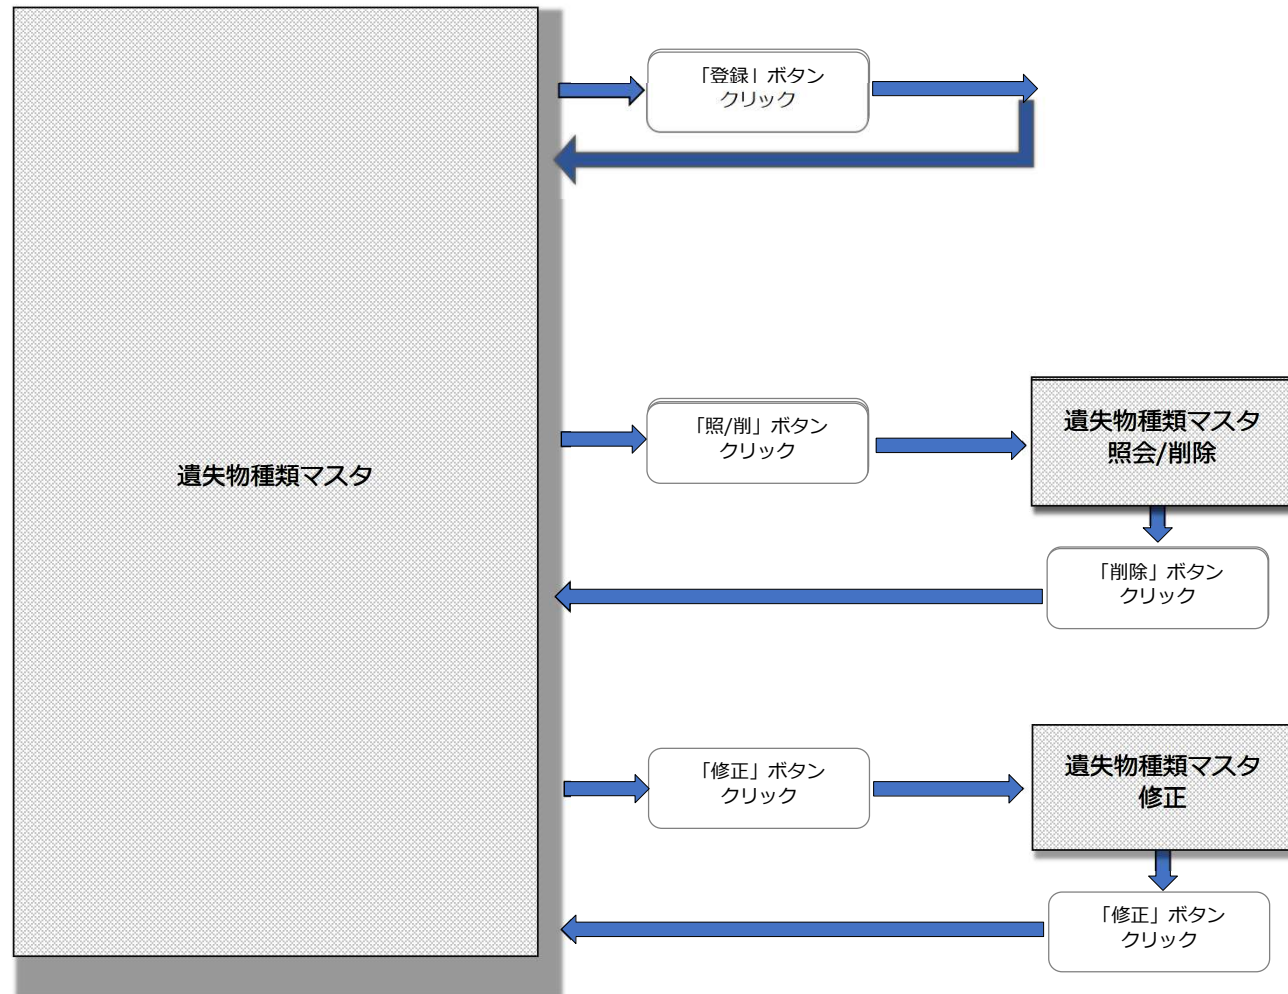 「登録」ボタン
クリック
「照/削」ボタン
クリック
遺失物種類マスタ
照会/削除
遺失物種類マスタ
「削除」ボタン
クリック
「修正」ボタン
クリック
遺失物種類マスタ
修正
「修正」ボタン
クリック